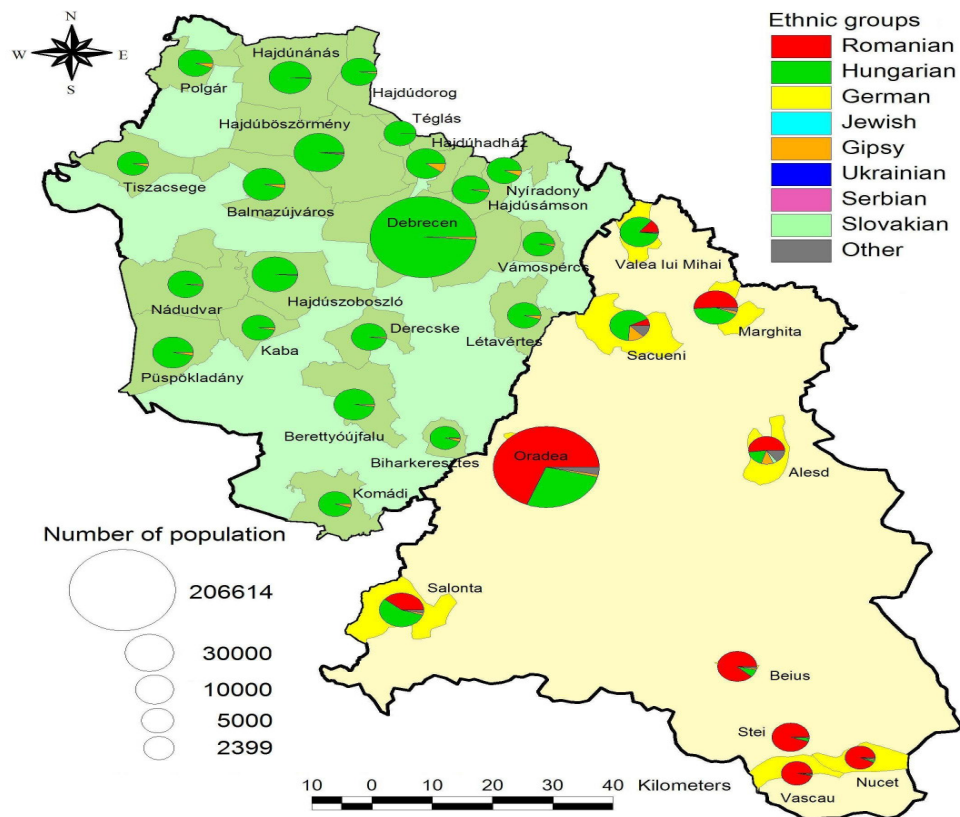 N
W E
S
Ethnic groups
Romanian
Hungarian
German
Jewish
Gipsy
Ukrainian
Serbian
Slovakian
Other
Polgár
Hajdúnánás
Hajdúdorog
Téglás
Hajdúböszörmény
Hajdúhadház
Tiszacsege
Balmazújváros
Nyíradony
Hajdúsámson
Debrecen
Vámospércs
Valea lui Mihai
Nádudvar
Hajdúszoboszló
Derecske
Létavértes
Marghita
Sacueni
Kaba
Püspökladány
Berettyóújfalu
Biharkeresztes
Oradea
Alesd
Komádi
Number of population
206614
30000
10000
5000
2399
Salonta
Beius
Stei
Nucet
Vascau
10 0 10 20 30 40 Kilometers